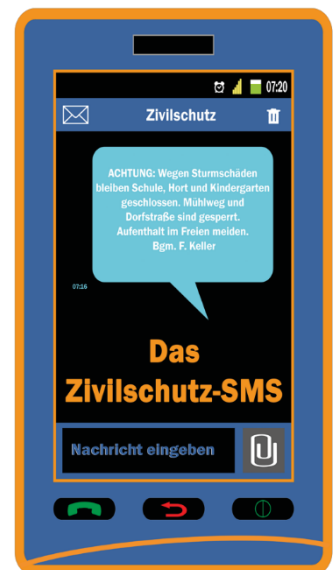 07:20
Zivilschutz
ACHTUNG: Wegen Sturmschäden
bleiben Schule, Hort und Kindergarten
geschlossen. Mühlweg und
Dorfstraße sind gesperrt.
Aufenthalt im Freien meiden.
Bgm. F. Keller
07:16
Das
Zivilschutz-SMS
Nachricht eingeben